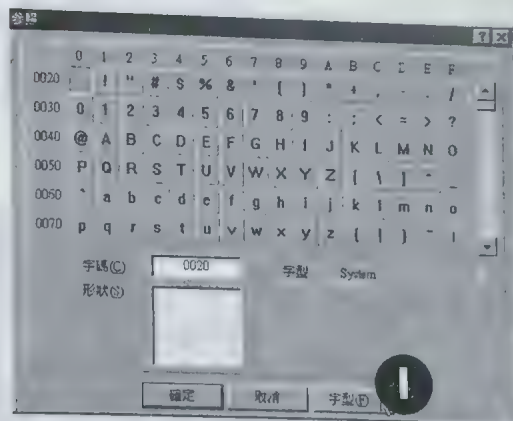 參照
? X
0 1 2 3 4 5 6 7 8 9 A B C D E F
0020 ! " # $ % & ' ( ) * + , - . /
0030 0 1 2 3 4 5 6 7 8 9 : ; < = > ?
0040 @ A B C D E F G H I J K L M N O
0050 P Q R S T U V W X Y Z [ \ ] ^ _
0060 ` a b c d e f g h i j k l m n o
0070 p q r s t u v w x y z { | } ~
字碼(C) 0020 字型 System
形狀(S)
確定 取消 字型(F)
1